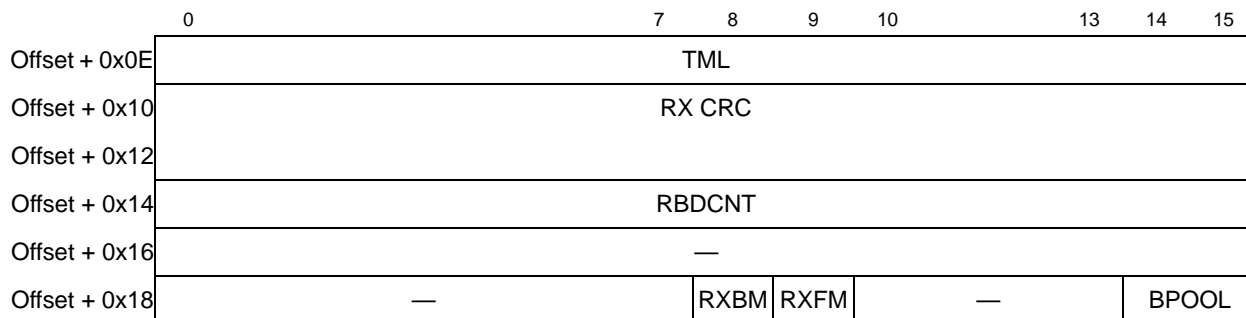 0 7 8 9 10 13 14 15
Offset + 0x0E TML
Offset + 0x10 RX CRC
Offset + 0x12
Offset + 0x14 RBDCNT
Offset + 0x16 —
Offset + 0x18 — RXBM RXFM — BPOOL